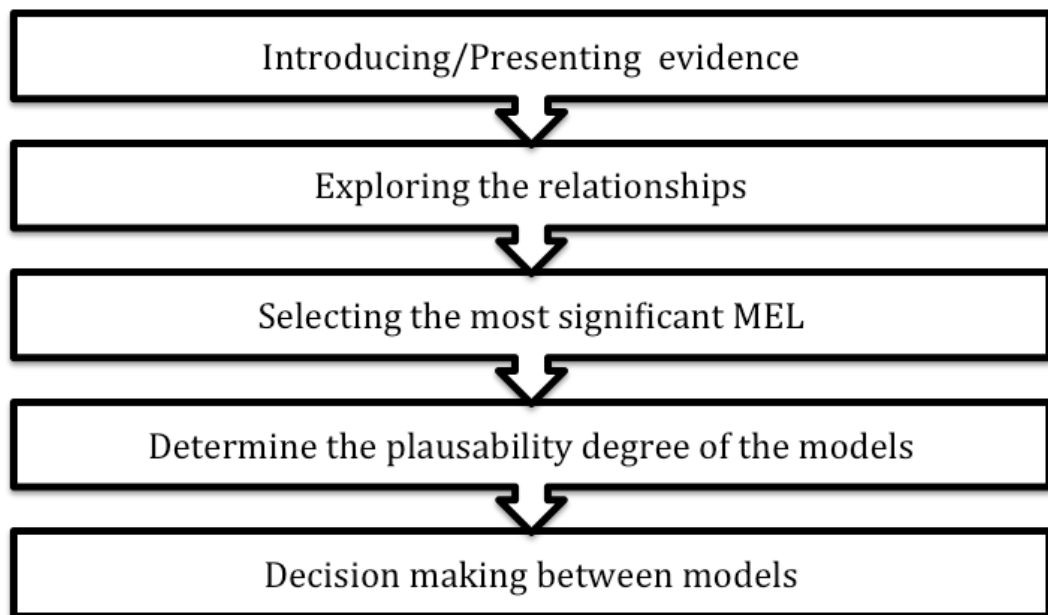 Introducing/Presenting evidence
Exploring the relationships
Selecting the most significant MEL
Determine the plausability degree of the models
Decision making between models